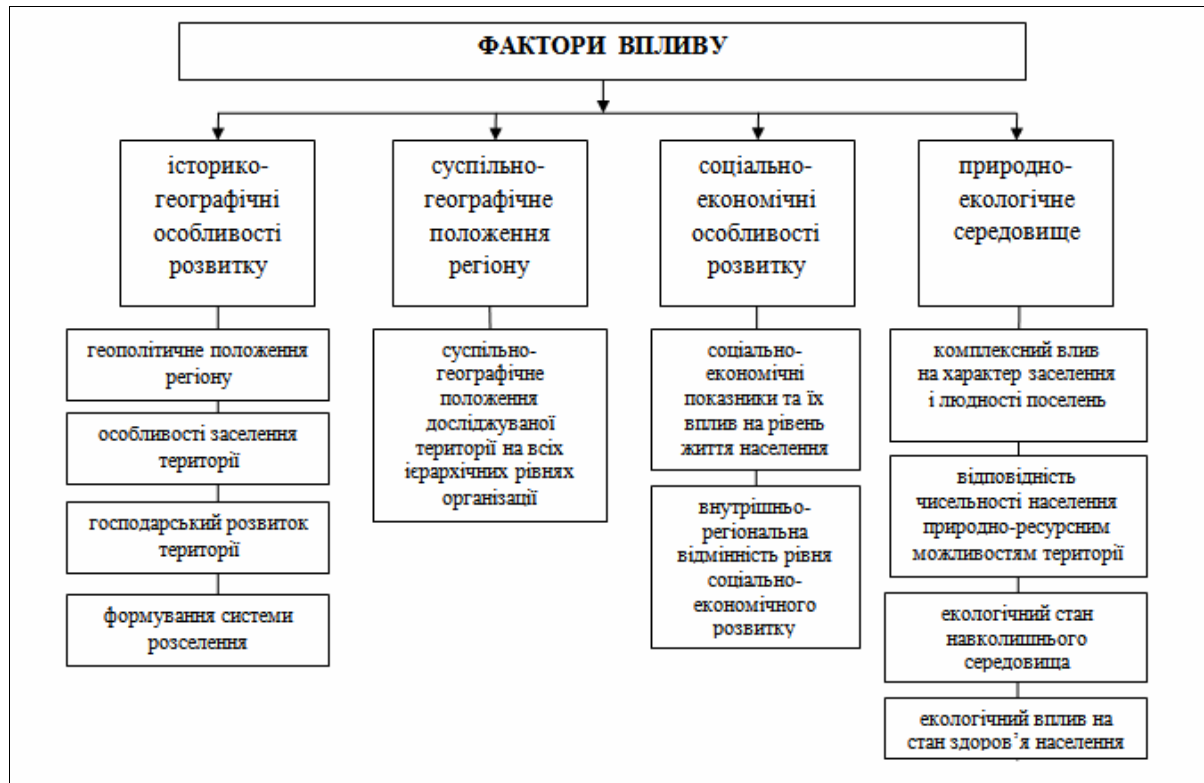 ФАКТОРИ ВПЛИВУ
історико-
географічні
особливості
розвитку
геополітичне положення
регіону
особливості заселення
території
господарський розвиток
території
формування системи
розселення
суспільно-
географічне
положення
регіону
суспільно-
географічне
положення
досліджуваної
території на всіх
ієрархічних рівнях
організації
соціально-
економічні
особливості
розвитку
соціально-
економічні
показники та їх
вплив на рівень
життя населення
внутрішньо-
регіональна
відмінність рівня
соціально-
економічного
розвитку
природно-
екологічне
середовище
комплексний влив
на характер заселення
і людності поселень
відповідність
чисельності населення
природно-ресурсним
можливостям території
екологічний стан
навколишнього
середовища
екологічний вплив на
стан здоров’я населення